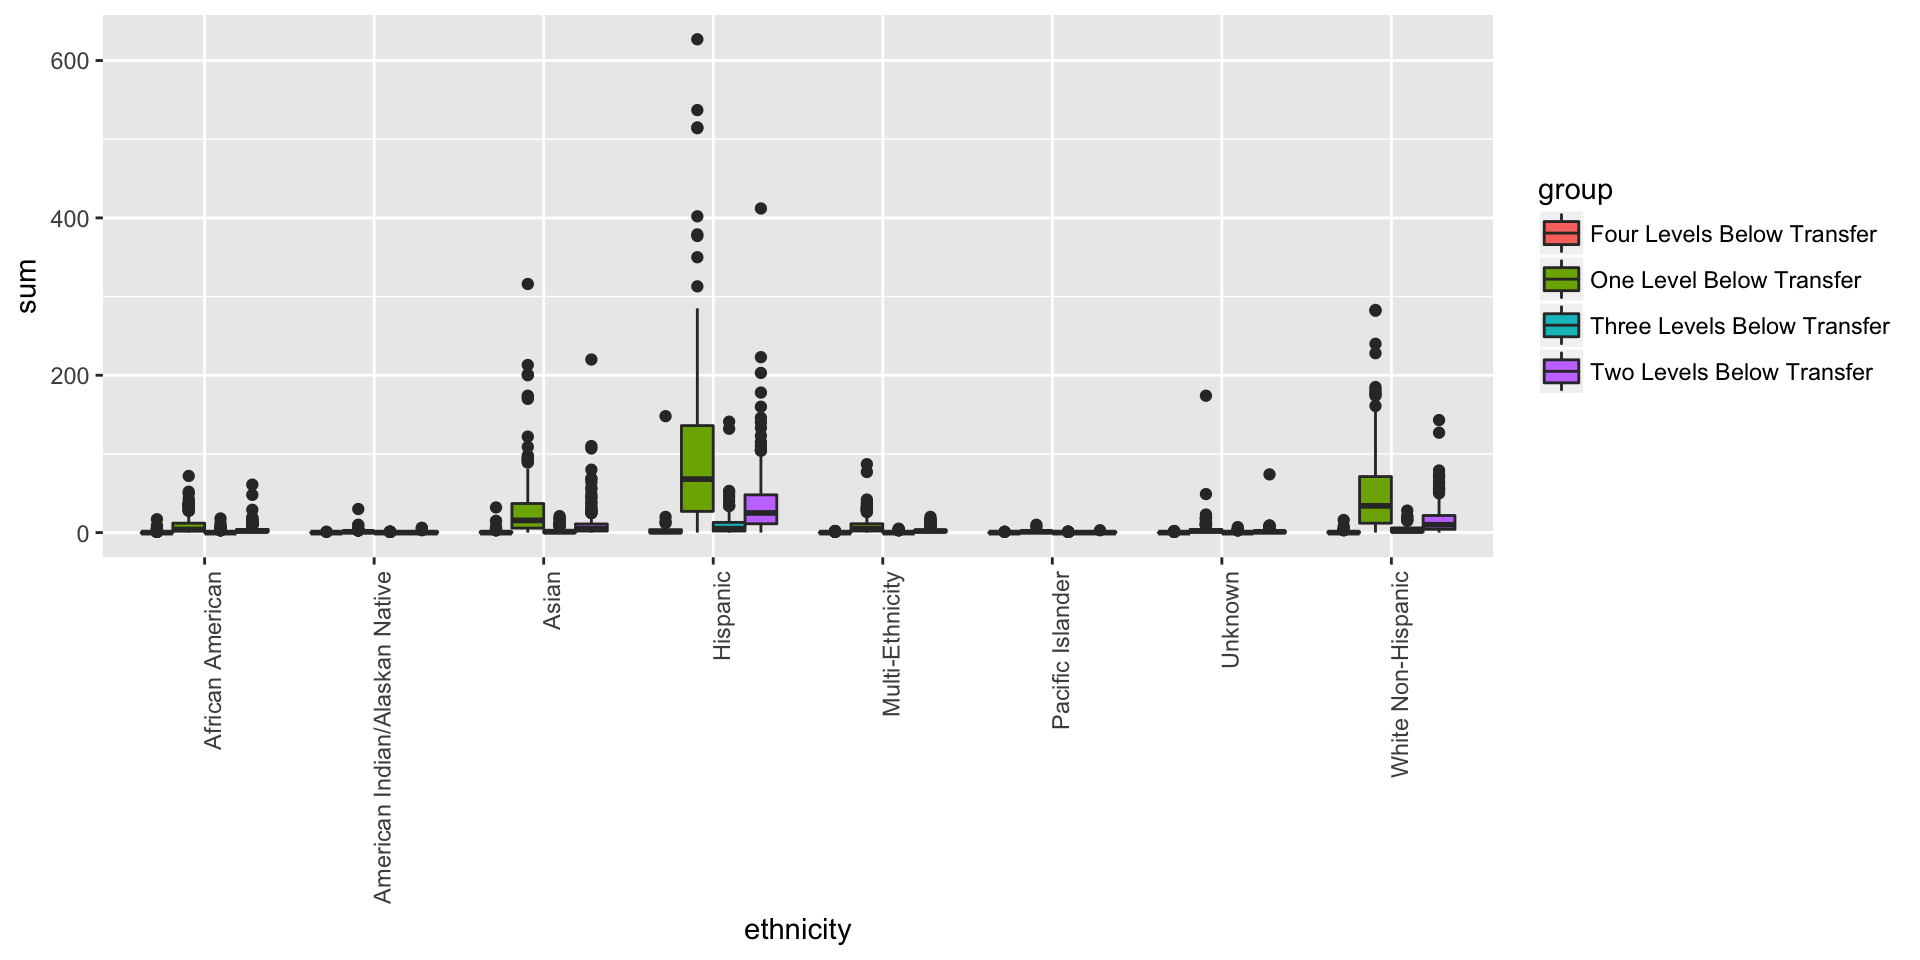 600
400
200
0
sum
African American
American Indian/Alaskan Native
Asian
Hispanic
Multi-Ethnicity
Pacific Islander
Unknown
White Non-Hispanic
ethnicity
group
Four Levels Below Transfer
One Level Below Transfer
Three Levels Below Transfer
Two Levels Below Transfer